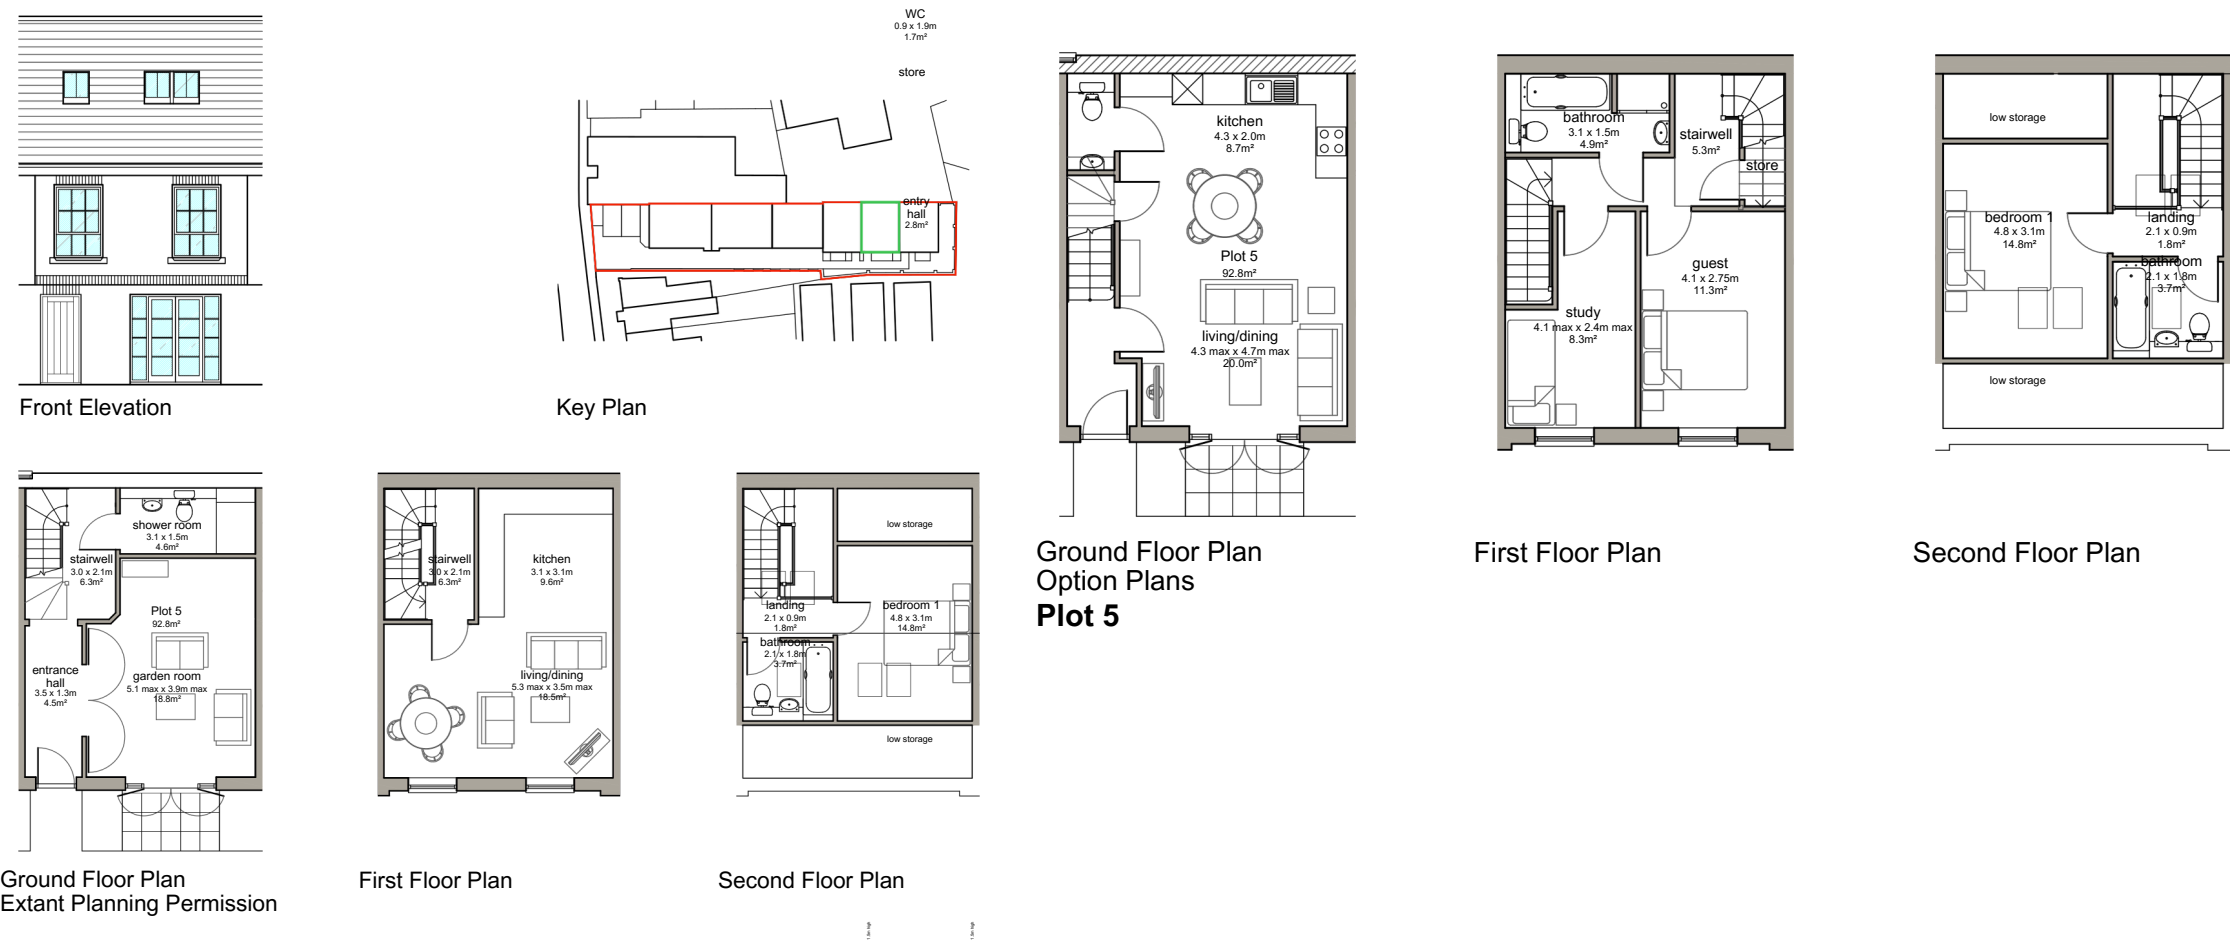 WC
0.9 x 1.9m
1.7m²
store
entry
hall
2.8m²
Front Elevation
Key Plan
kitchen
4.3 x 2.0m
8.7m²
Plot 5
92.8m²
living/dining
4.3 max x 4.7m max
20.0m²
Ground Floor Plan
Option Plans
Plot 5
bathroom
3.1 x 1.5m
4.9m²
stairwell
5.3m²
store
guest
4.1 x 2.75m
11.3m²
study
4.1 max x 2.4m max
8.3m²
First Floor Plan
low storage
bedroom 1
4.8 x 3.1m
14.8m²
landing
2.1 x 0.9m
1.8m²
bathroom
2.1 x 1.8m
3.7m²
low storage
Second Floor Plan
shower room
3.1 x 1.5m
4.6m²
stairwell
3.0 x 2.1m
6.3m²
Plot 5
92.8m²
entrance
hall
3.5 x 1.3m
4.5m²
garden room
5.1 max x 3.9m max
18.8m²
Ground Floor Plan
Extant Planning Permission
stairwell
3.0 x 2.1m
6.3m²
kitchen
3.1 x 3.1m
9.6m²
living/dining
5.3 max x 3.5m max
18.5m²
First Floor Plan
low storage
landing
2.1 x 0.9m
1.8m²
bedroom 1
4.8 x 3.1m
14.8m²
bathroom
2.1 x 1.8m
3.7m²
low storage
Second Floor Plan